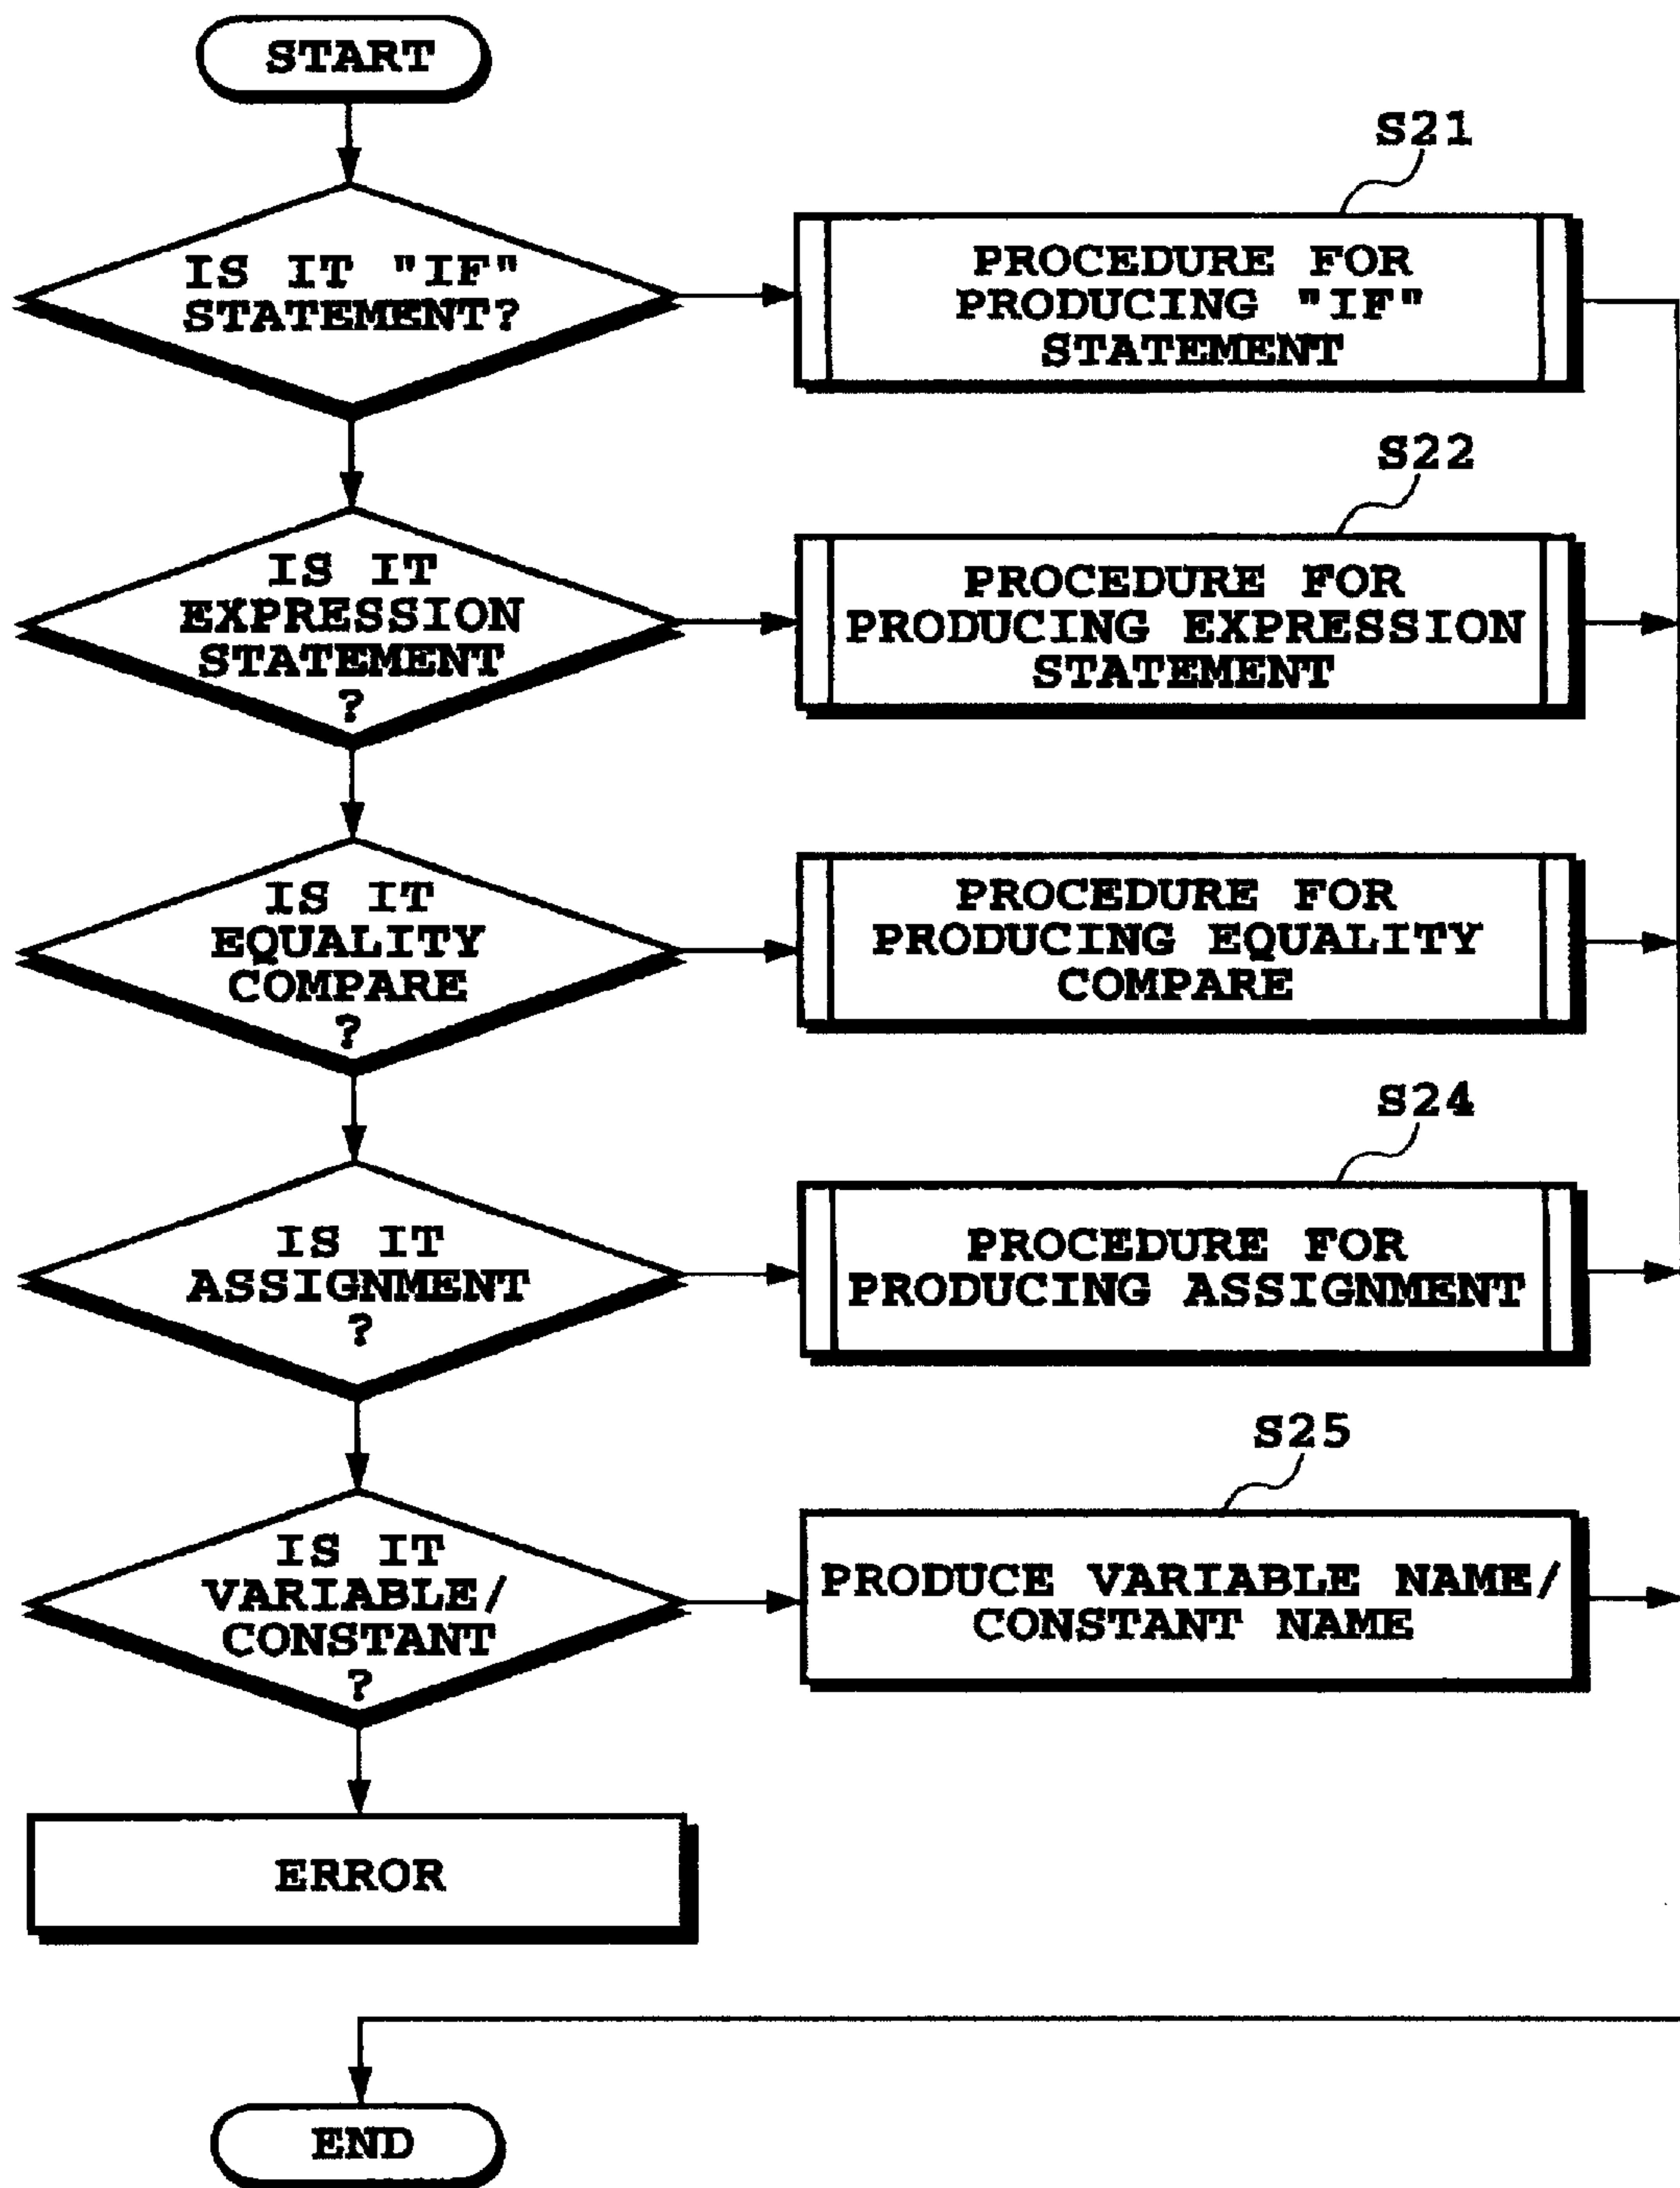 START
S21
IS IT "IF"
STATEMENT?
PROCEDURE FOR
PRODUCING "IF"
STATEMENT
S22
IS IT
EXPRESSION
STATEMENT
?
PROCEDURE FOR
PRODUCING EXPRESSION
STATEMENT
IS IT
EQUALITY
COMPARE
?
PROCEDURE FOR
PRODUCING EQUALITY
COMPARE
S24
IS IT
ASSIGNMENT
?
PROCEDURE FOR
PRODUCING ASSIGNMENT
S25
IS IT
VARIABLE/
CONSTANT
?
PRODUCE VARIABLE NAME/
CONSTANT NAME
ERROR
END